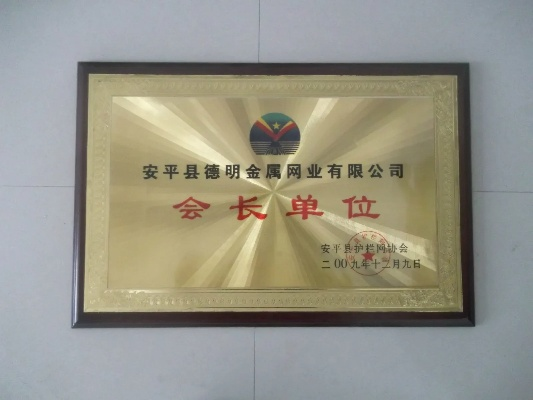 安平县德明金属网业有限公司
会长单位
安平县护栏网协会
二00九年十二月九日